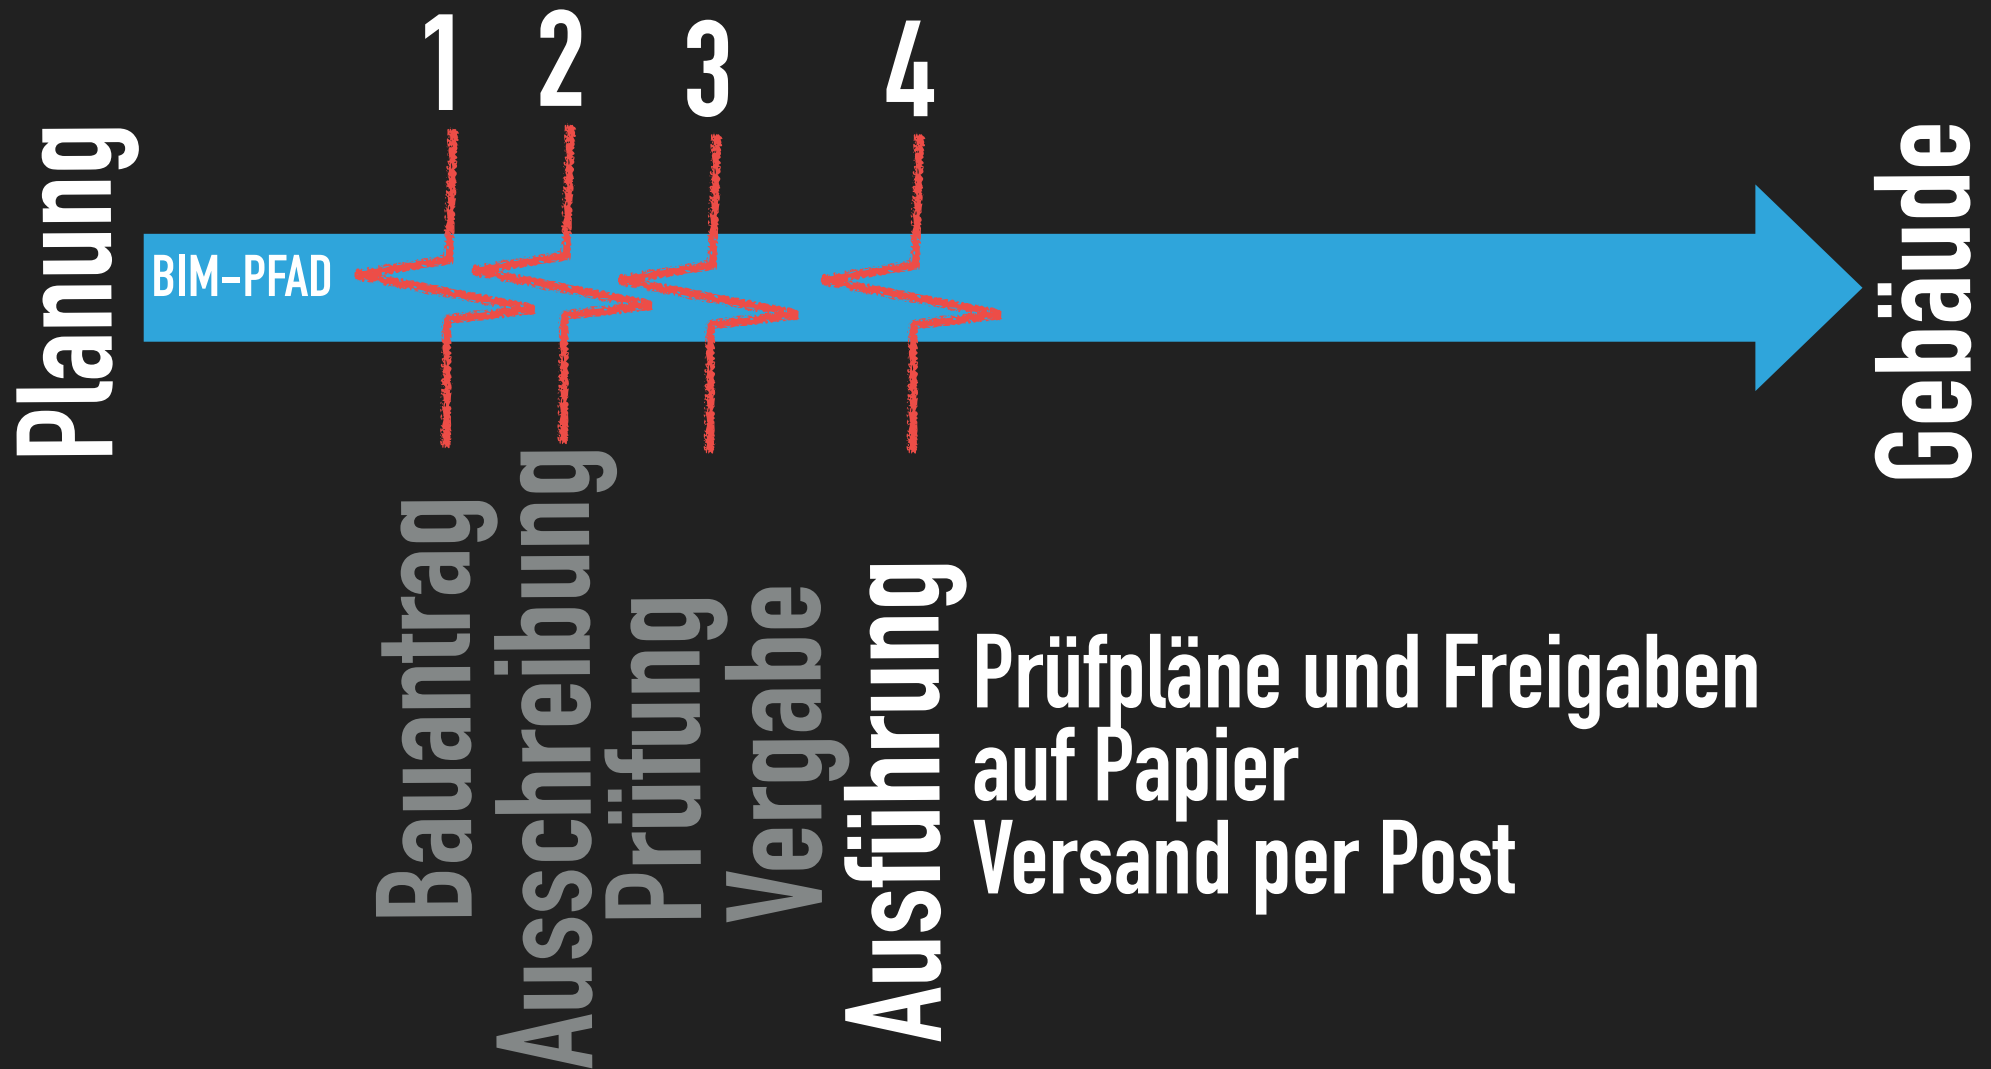 1
2
3
4
Planung
BIM-PFAD
Gebäude
Bauantrag
Ausschreibung
Prüfung
Vergabe
Ausführung
Prüfpläne und Freigaben
auf Papier
Versand per Post